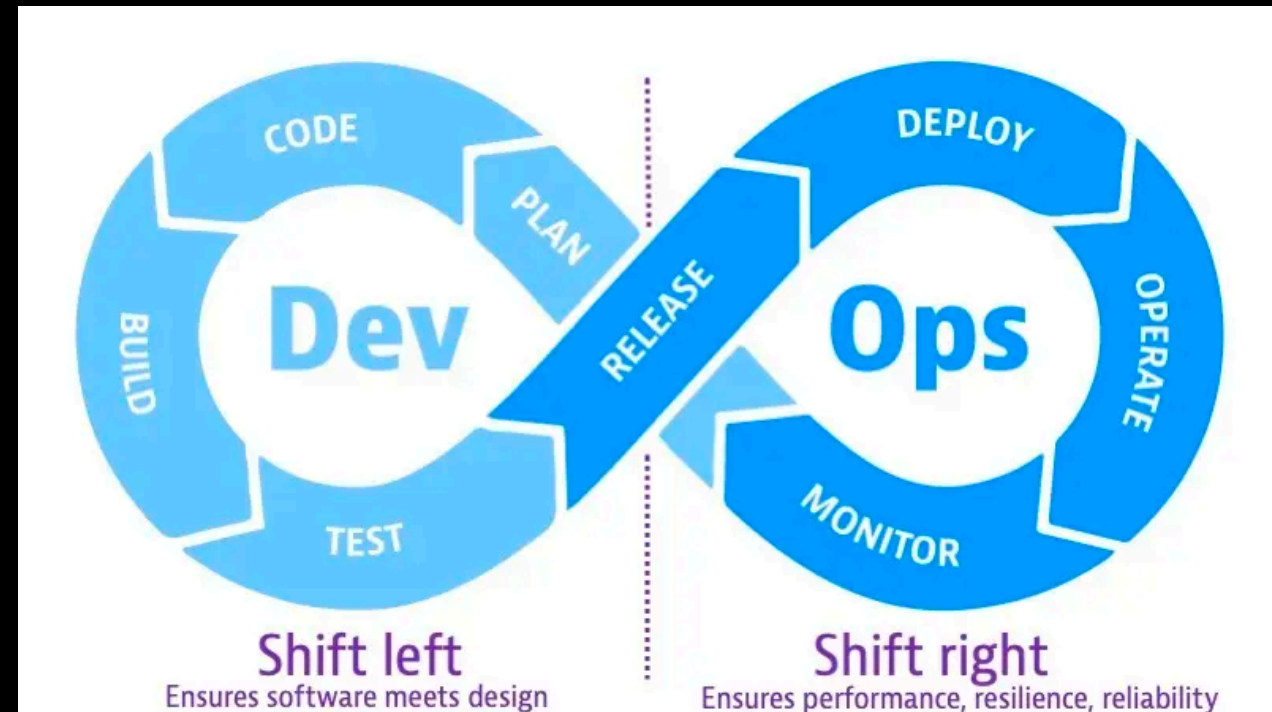 CODE
PLAN
BUILD
TEST
Dev
RELEASE
DEPLOY
OPERATE
MONITOR
Ops
Shift left
Ensures software meets design
Shift right
Ensures performance, resilience, reliability